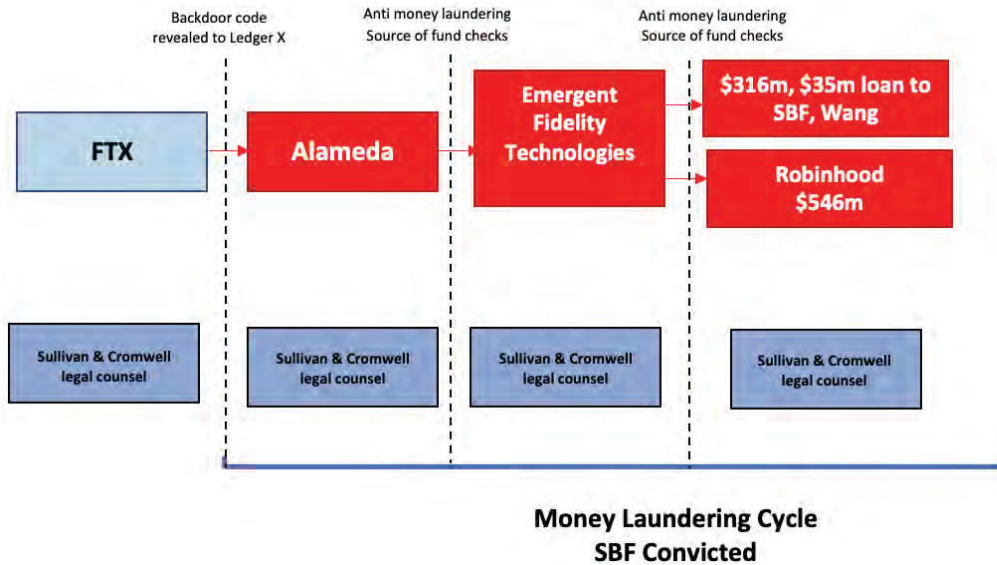 Backdoor code
revealed to Ledger X
Anti money laundering
Source of fund checks
Anti money laundering
Source of fund checks
FTX
Alameda
Emergent
Fidelity
Technologies
$316m, $35m loan to
SBF, Wang
Robinhood
$546m
Sullivan & Cromwell
legal counsel
Sullivan & Cromwell
legal counsel
Sullivan & Cromwell
legal counsel
Sullivan & Cromwell
legal counsel
Money Laundering Cycle
SBF Convicted